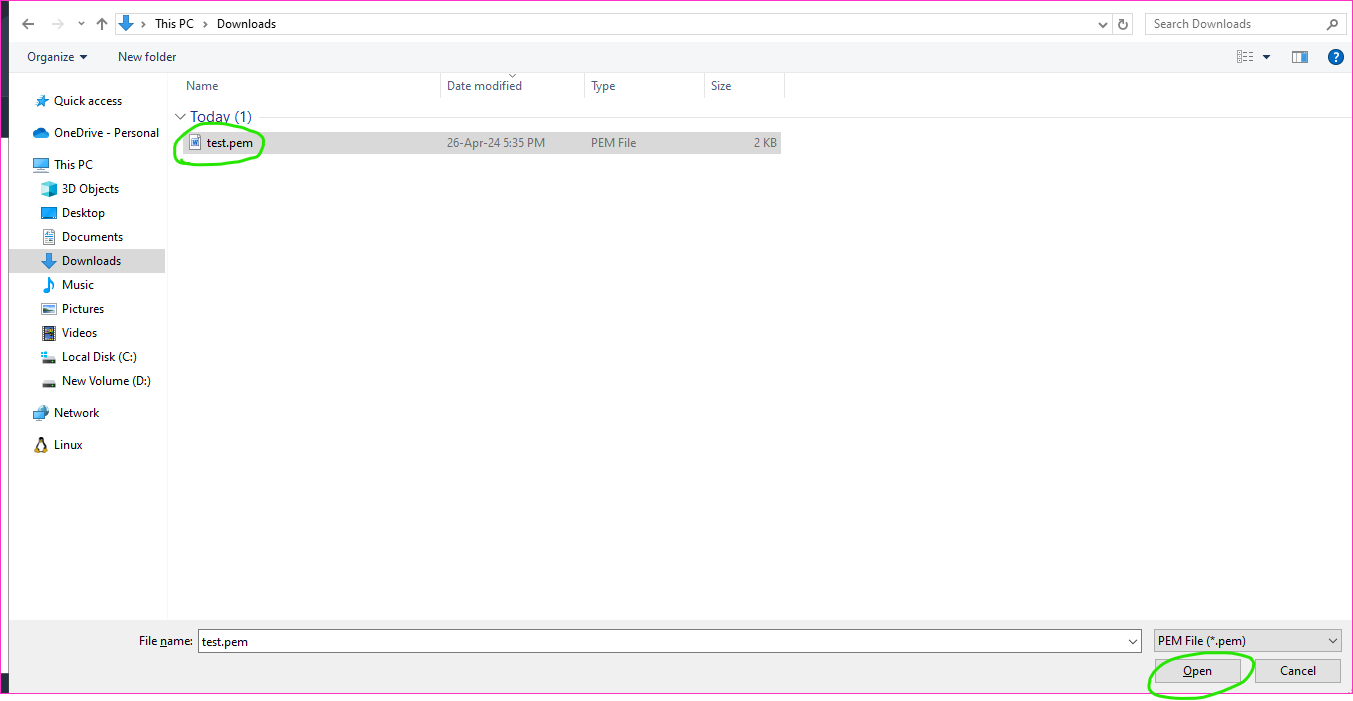 This PC > Downloads
Search Downloads
Organize
New folder
?
Name
Date modified
Type
Size
Quick access
OneDrive - Personal
This PC
3D Objects
Desktop
Documents
Downloads
Music
Pictures
Videos
Local Disk (C:)
New Volume (D:)
Network
Linux
Today (1)
test.pem 26-Apr-24 5:35 PM PEM File 2 KB
File name: test.pem PEM File (*.pem)
Open Cancel